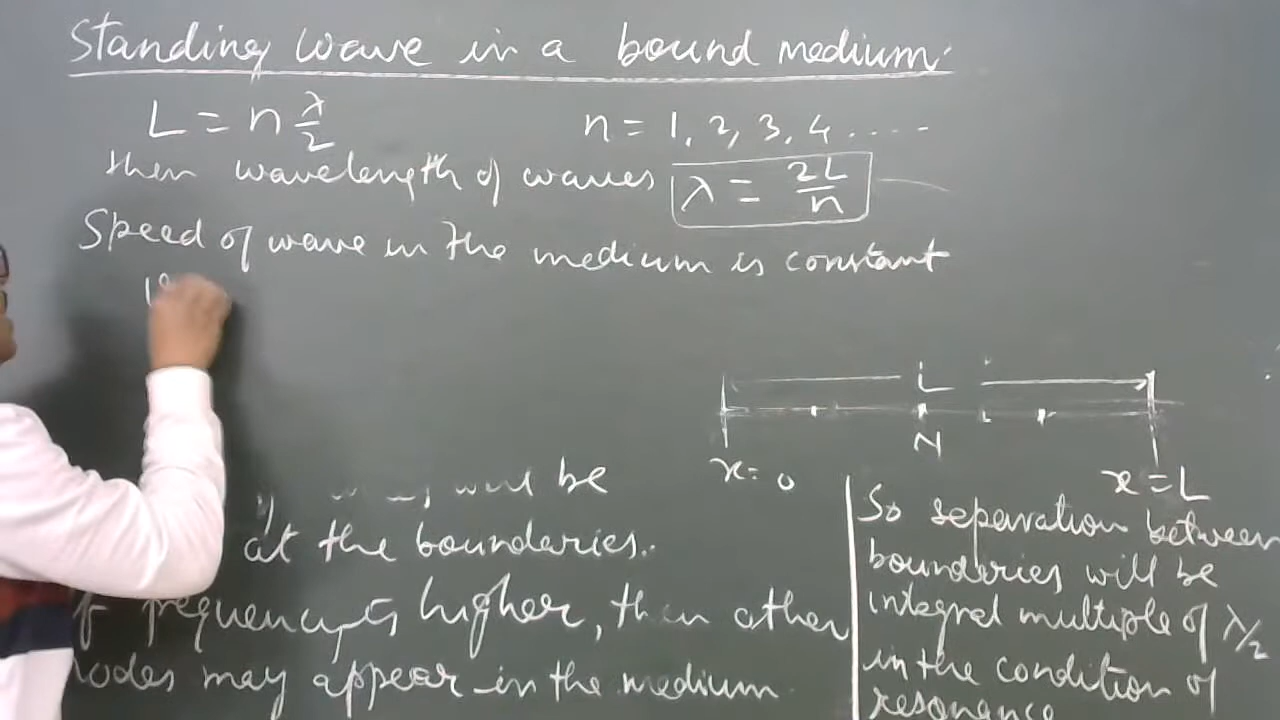 Standing wave in a bound medium.
L = n λ/2 n = 1, 2, 3, 4 ....
then wavelength of waves λ = 2L/n
Speed of wave in the medium is constant
L
N
x = 0 x = L
will be
at the boundaries.
frequency is higher, then other
nodes may appear in the medium
So separation between
bounderies will be
integral multiple of λ/2
in the condition of
resonance